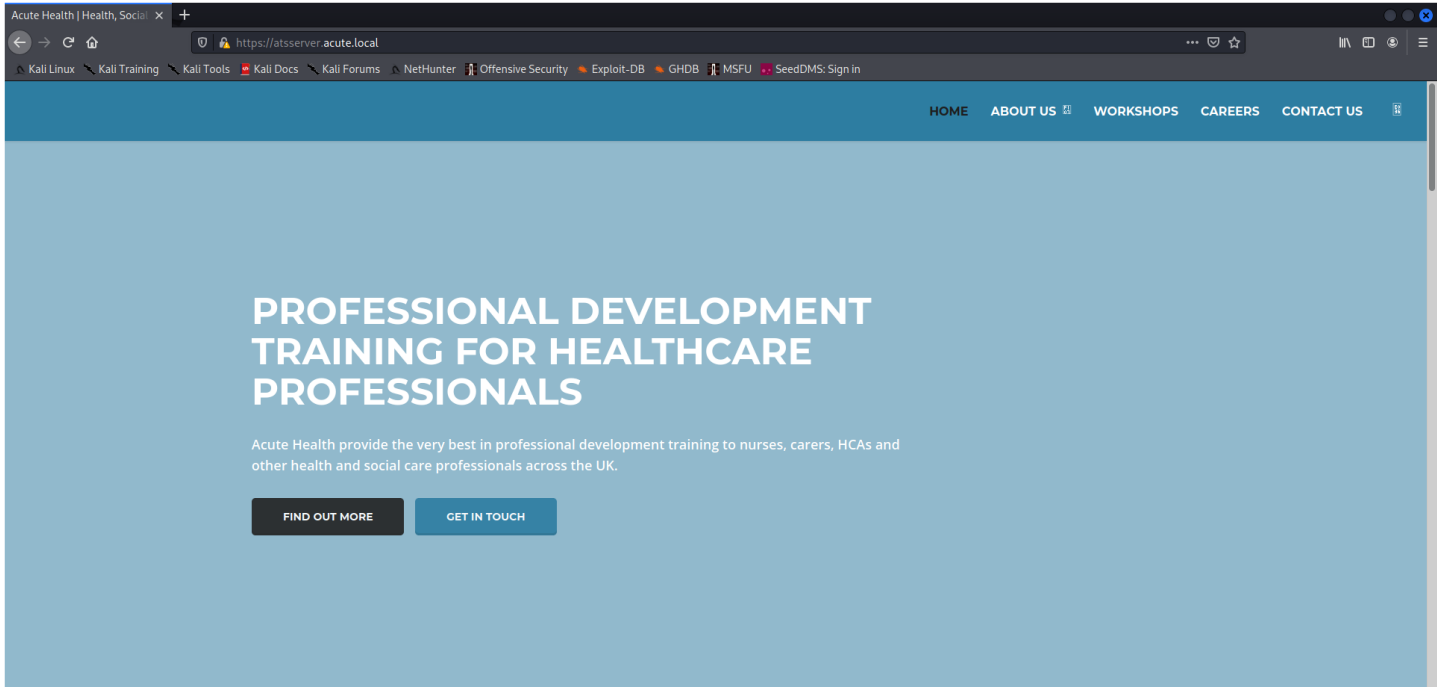 Acute Health | Health, Social
https://atsserver.acute.local
Kali Linux Kali Training Kali Tools Kali Docs Kali Forums NetHunter Offensive Security Exploit-DB GHDB MSFU SeedDMS: Sign in
HOME ABOUT US WORKSHOPS CAREERS CONTACT US
PROFESSIONAL DEVELOPMENT
TRAINING FOR HEALTHCARE
PROFESSIONALS
Acute Health provide the very best in professional development training to nurses, carers, HCAs and
other health and social care professionals across the UK.
FIND OUT MORE GET IN TOUCH